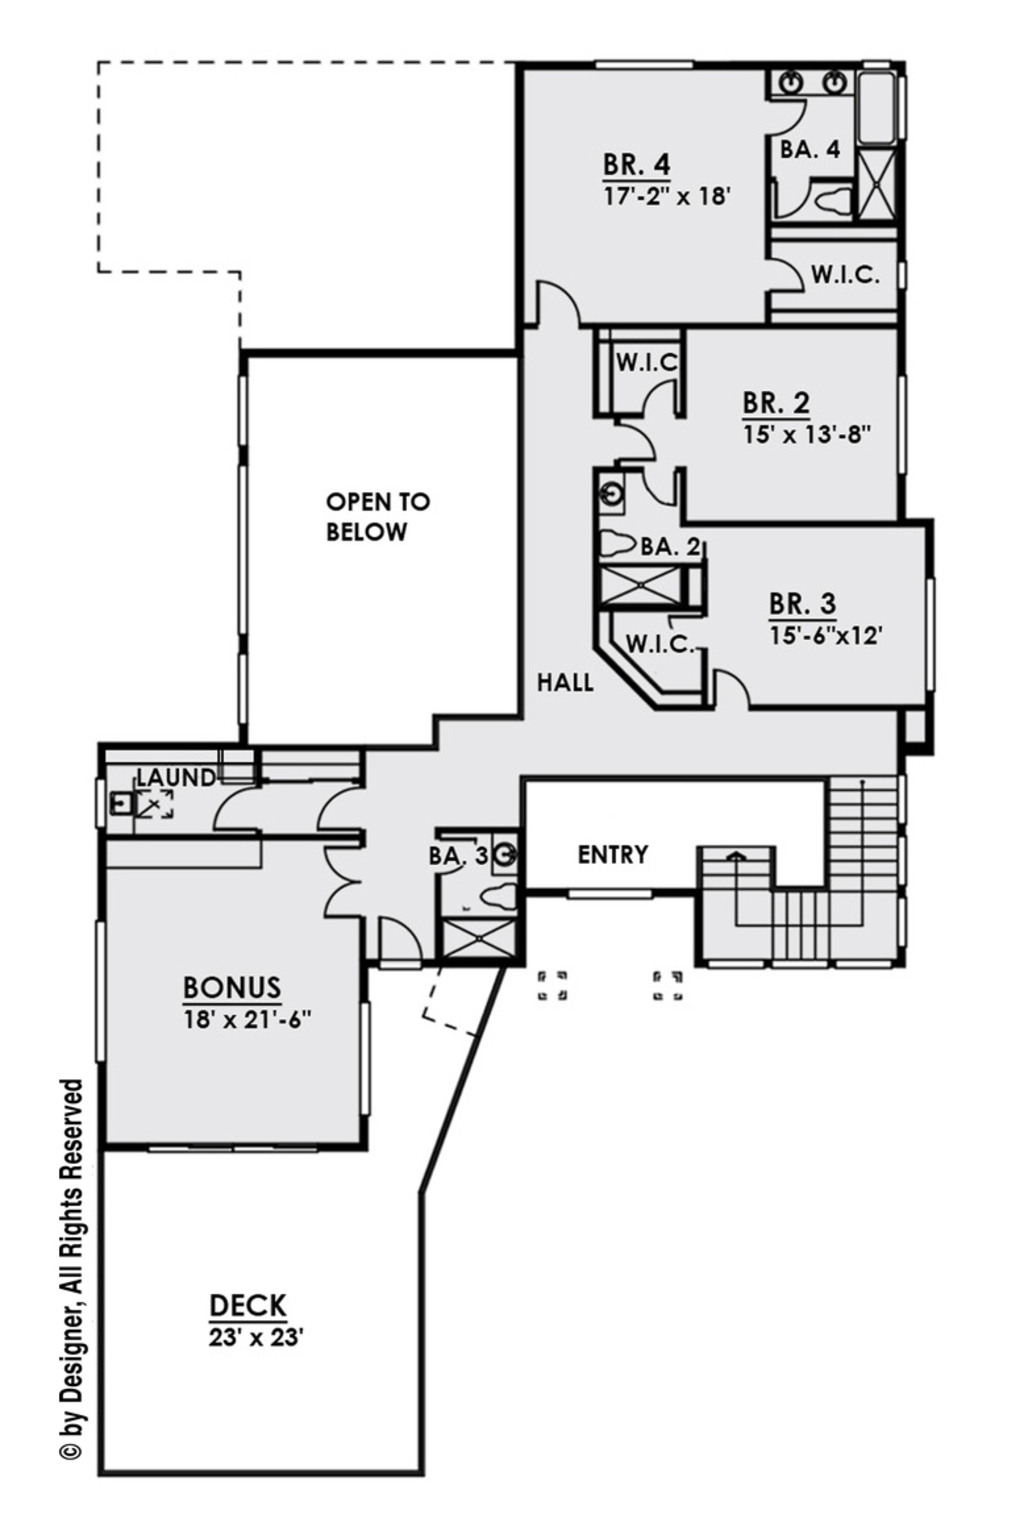 BR. 4
17'-2" x 18'
BA. 4
W.I.C.
W.I.C
BR. 2
15' x 13'-8"
OPEN TO
BELOW
BA. 2
BR. 3
15'-6"x12'
W.I.C.
HALL
LAUND
BA. 3
ENTRY
BONUS
18' x 21'-6"
DECK
23' x 23'
© by Designer, All Rights Reserved